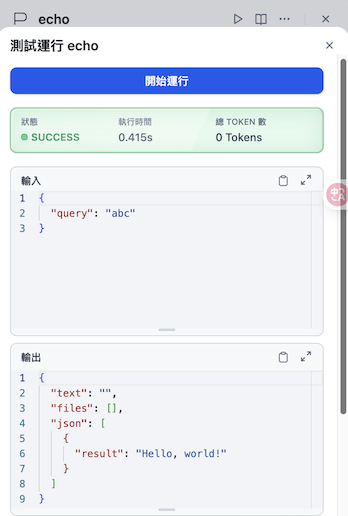 echo
測試運行 echo
開始運行
狀態 執行時間 總 TOKEN 數
SUCCESS 0.415s 0 Tokens
輸入
1 {
2 "query": "abc"
3 }
輸出
1 {
2 "text": "",
3 "files": [],
4 "json": [
5 {
6 "result": "Hello, world!"
7 }
8 ]
9 }
中 A